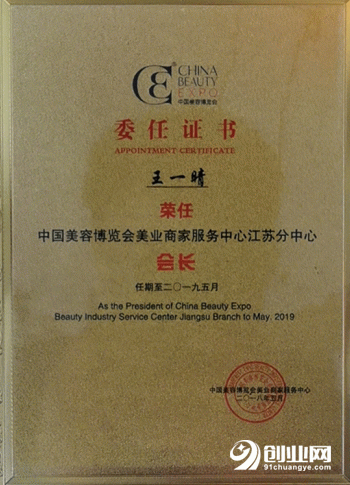 CE
®
CHINA
BEAUTY
EXPO
中国美容博览会
委任证书
APPOINTMENT CERTIFICATE
王一晴
荣任
中国美容博览会美业商家服务中心江苏分中心
会长
任期至二〇一九五月
As the President of China Beauty Expo
Beauty Industry Service Center Jiangsu Branch to May. 2019
中国美容博览会美业商家服务中心
二〇一八年五月
创业网
91chuangye.com